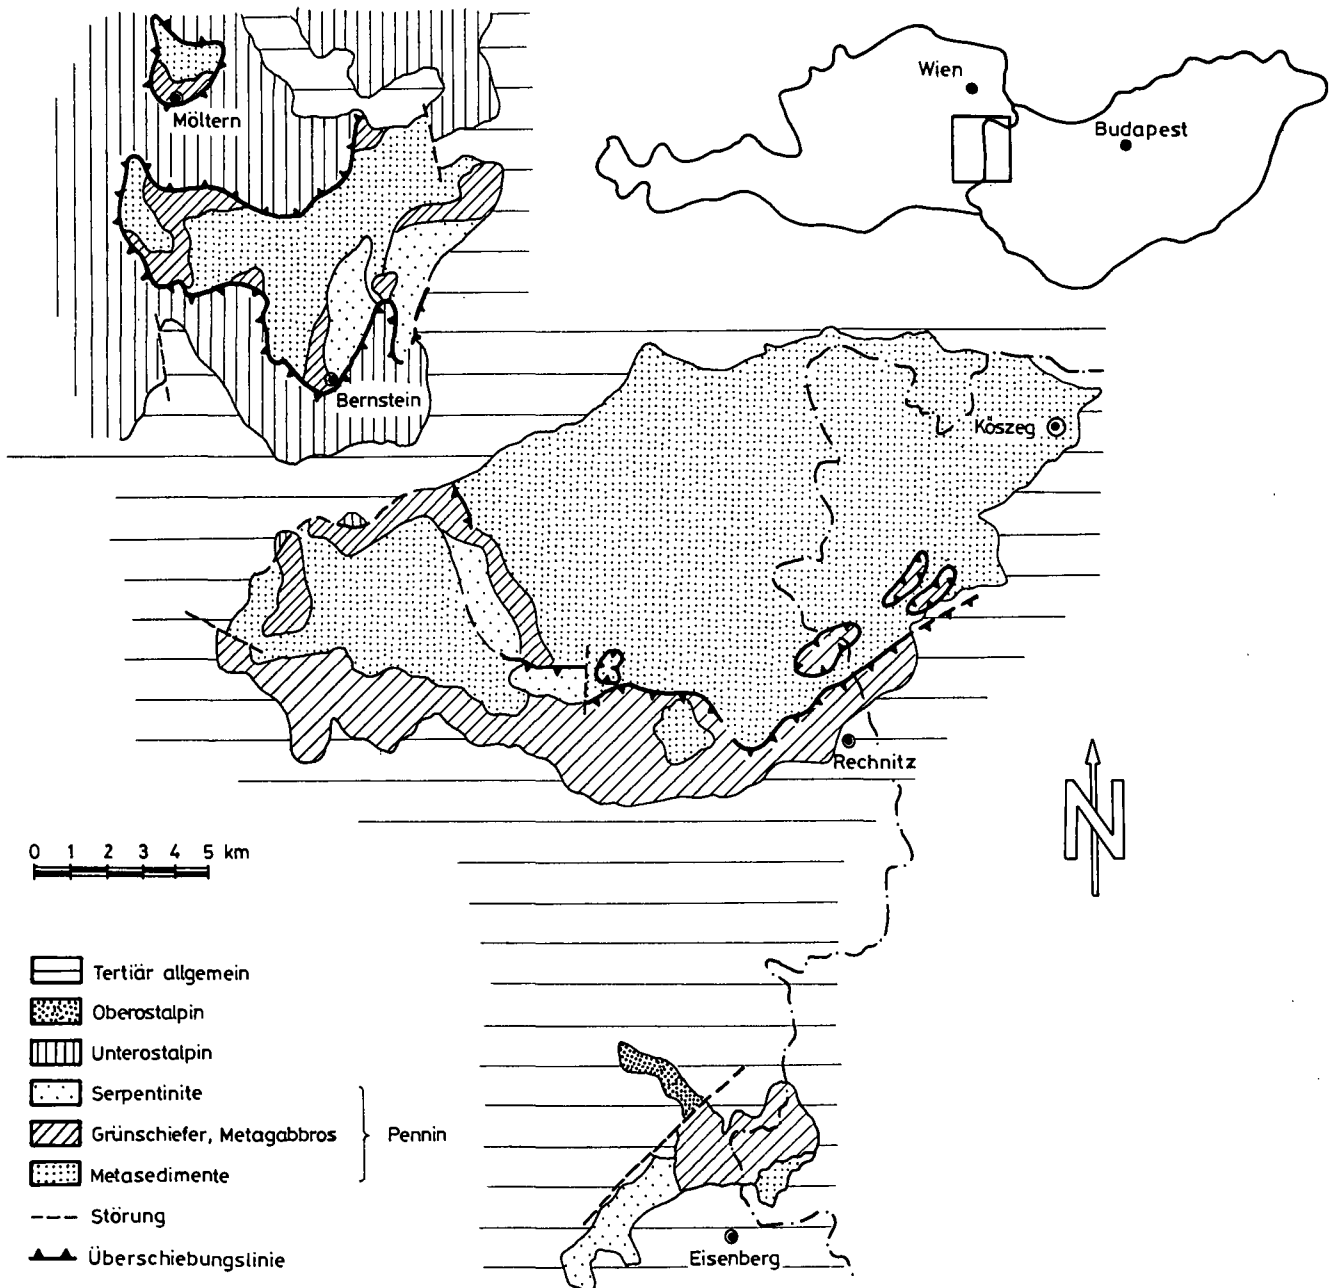 Möltern
Wien
Budapest
Bernstein
Köszeg
Rechnitz
N
0 1 2 3 4 5 km
Tertiär allgemein
Oberostalpin
Unterostalpin
Serpentinite
Grünschiefer, Metagabbros
Pennin
Metasedimente
Störung
Überschiebungslinie
Eisenberg